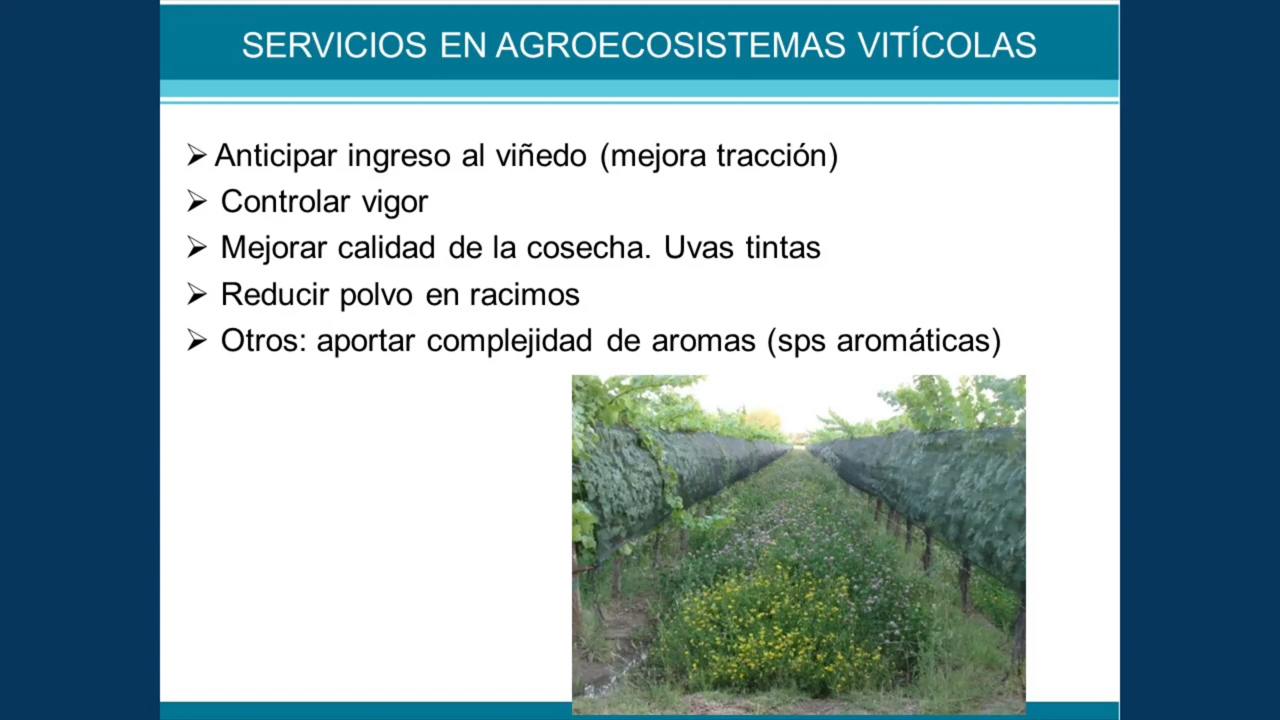 SERVICIOS EN AGROECOSISTEMAS VITÍCOLAS
➢ Anticipar ingreso al viñedo (mejora tracción)
➢ Controlar vigor
➢ Mejorar calidad de la cosecha. Uvas tintas
➢ Reducir polvo en racimos
➢ Otros: aportar complejidad de aromas (sps aromáticas)